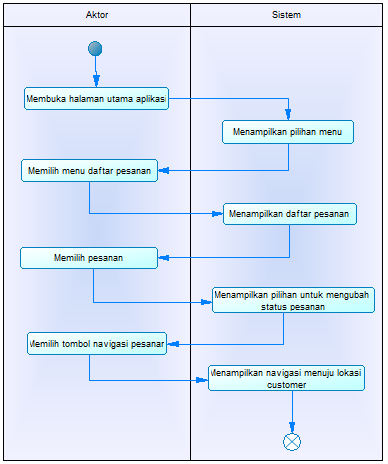 Aktor
Sistem
Membuka halaman utama aplikasi
Menampilkan pilihan menu
Memilih menu daftar pesanan
Menampilkan daftar pesanan
Memilih pesanan
Menampilkan pilihan untuk mengubah
status pesanan
Memilih tombol navigasi pesanan
Menampilkan navigasi menuju lokasi
customer